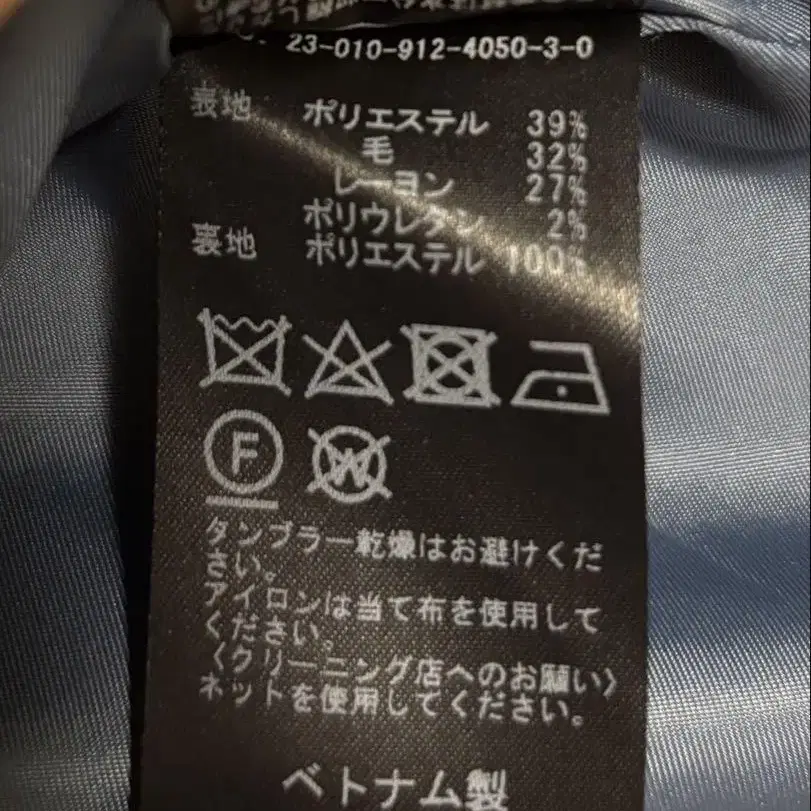 23-010-912-4050-3-0
表地 ポリエステル 39%
毛 32%
レーヨン 27%
ポリウレタン 2%
裏地 ポリエステル 100%
F
W
タンブラー乾燥はお避けくだ
さい。
アイロンは当て布を使用して
ください。
〈クリーニング店へのお願い〉
ネットを使用してください。
ベトナム製